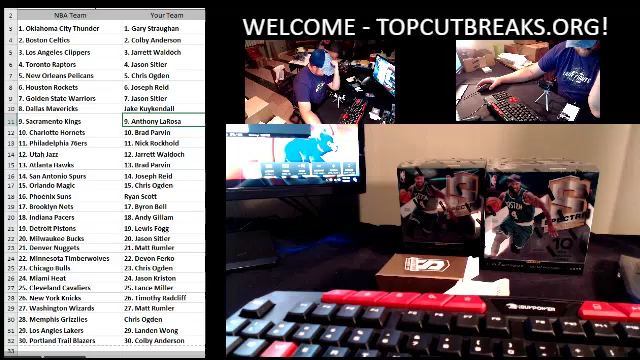 WELCOME - TOPCUTBREAKS.ORG!
NBA Team Your Team
1. Oklahoma City Thunder 1. Gary Straughan
2. Boston Celtics 2. Colby Anderson
3. Los Angeles Clippers 3. Jarrett Waldoch
4. Toronto Raptors 4. Jason Sitler
5. New Orleans Pelicans 5. Chris Ogden
6. Houston Rockets 6. Joseph Reid
7. Golden State Warriors 7. Jason Sitler
8. Dallas Mavericks Jake Kuykendall
9. Sacramento Kings 9. Anthony LaRosa
10. Charlotte Hornets 10. Brad Parvin
11. Philadelphia 76ers 11. Nick Rockhold
12. Utah Jazz 12. Jarrett Waldoch
13. Atlanta Hawks 13. Brad Parvin
14. San Antonio Spurs 14. Joseph Reid
15. Orlando Magic 15. Chris Ogden
16. Phoenix Suns Ryan Scott
17. Brooklyn Nets 17. Byron Bell
18. Indiana Pacers 18. Andy Gillam
19. Detroit Pistons 19. Lewis Fogg
20. Milwaukee Bucks 20. Jason Sitler
21. Denver Nuggets 21. Matt Rumler
22. Minnesota Timberwolves 22. Devon Ferko
23. Chicago Bulls 23. Chris Ogden
24. Miami Heat 24. Jason Kriston
25. Cleveland Cavaliers 25. Lance Miller
26. New York Knicks 26. Timothy Radcliff
27. Washington Wizards 27. Matt Rumler
28. Memphis Grizzlies Chris Ogden
29. Los Angeles Lakers 29. Landen Wong
30. Portland Trail Blazers 30. Colby Anderson
BOSTON
SPECTRA
10
iBUYPOWER